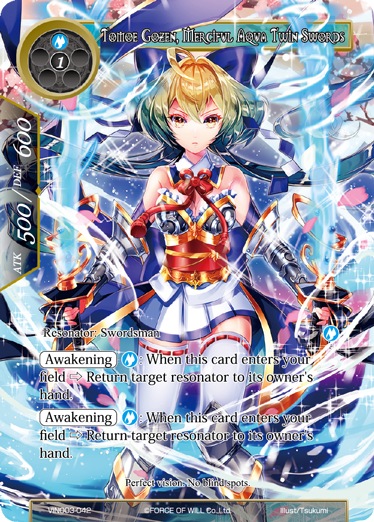 Tomoe Gozen, Merciful Aqua Twin Swords
1
DEF 600
ATK 500
Resonator: Swordsman
Awakening : When this card enters your
field ⇨ Return target resonator to its owner's
hand.
Awakening : When this card enters your
field ⇨ Return target resonator to its owner's
hand.
Perfect vision. No blind spots.
VIN003-042
©FORCE OF WILL Co.,Ltd.
Illust/Tsukumi